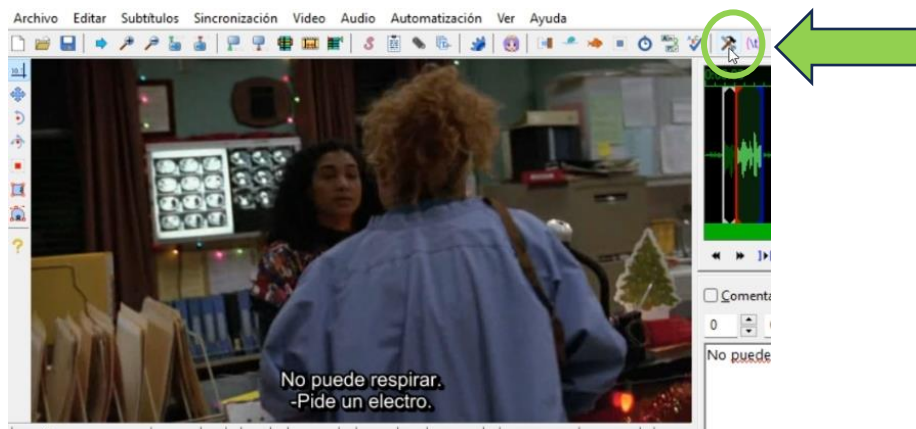 Archivo Editar Subtítulos Sincronización Video Audio Automatización Ver Ayuda
No puede respirar.
-Pide un electro.
Comenta
0
No puede